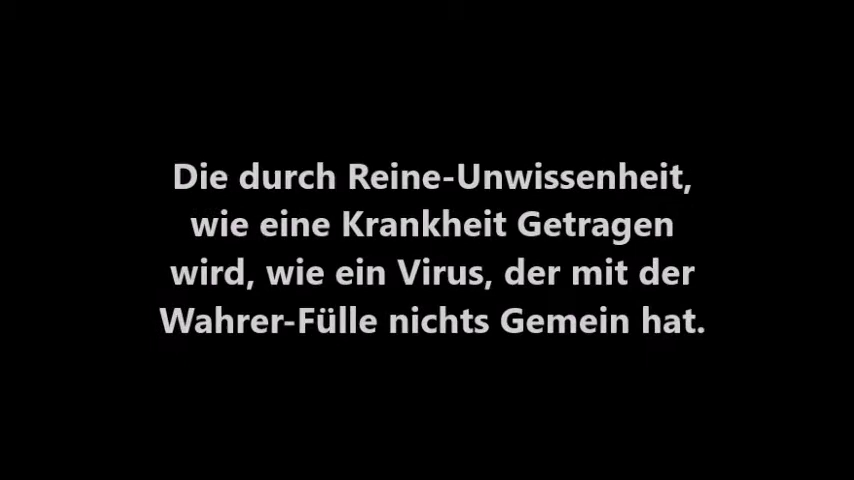 Die durch Reine-Unwissenheit,
wie eine Krankheit Getragen
wird, wie ein Virus, der mit der
Wahrer-Fülle nichts Gemein hat.